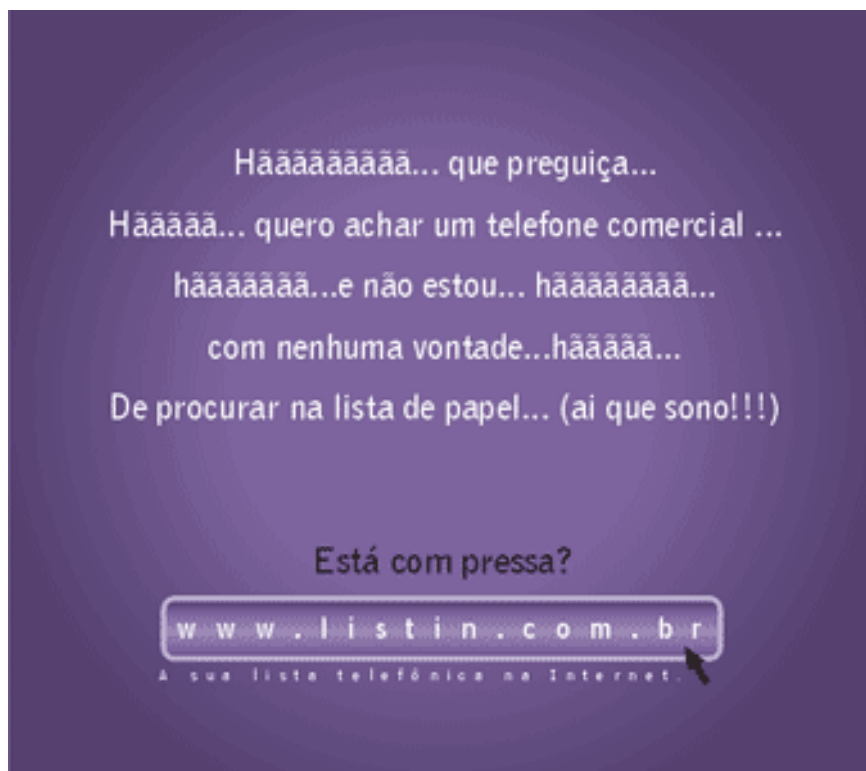 Hããããããããã... que preguiça...
Hããããã... quero achar um telefone comercial ...
hããããããã...e não estou... hãããããããã...
com nenhuma vontade...hããããã...
De procurar na lista de papel... (ai que sono!!!)
Está com pressa?
www.listin.com.br
A sua lista telefônica na Internet.